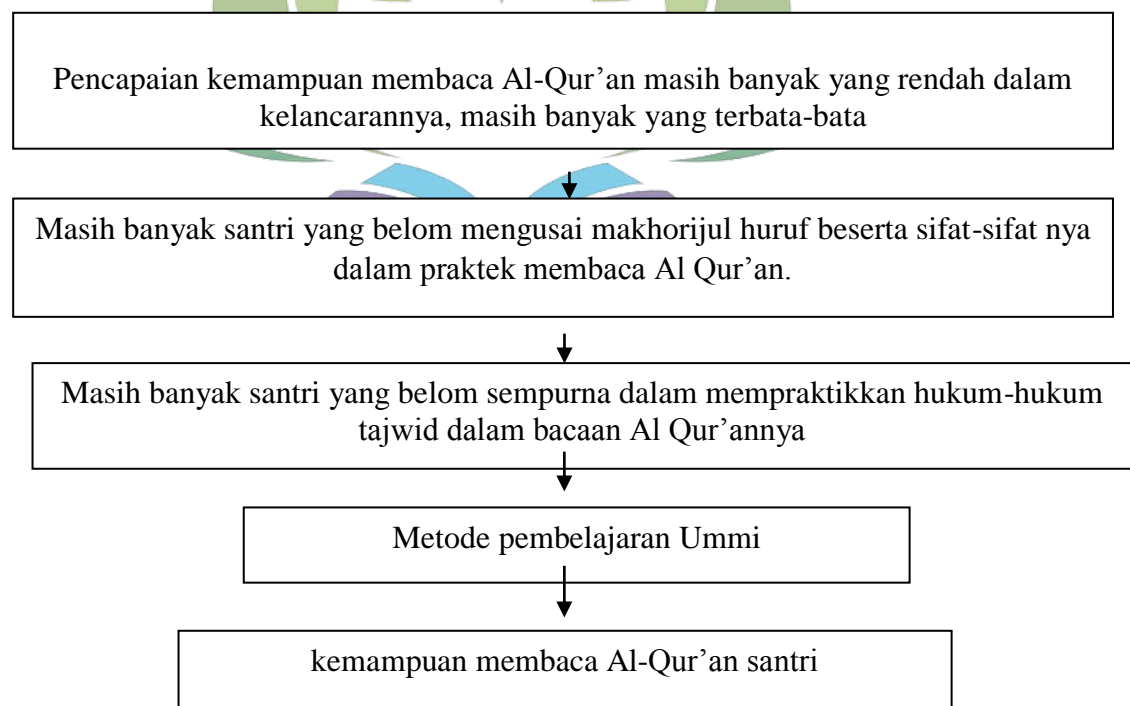 Pencapaian kemampuan membaca Al-Qur’an masih banyak yang rendah dalam
kelancarannya, masih banyak yang terbata-bata
Masih banyak santri yang belom mengusai makhorijul huruf beserta sifat-sifat nya
dalam praktek membaca Al Qur’an.
Masih banyak santri yang belom sempurna dalam mempraktikkan hukum-hukum
tajwid dalam bacaan Al Qur’annya
Metode pembelajaran Ummi
kemampuan membaca Al-Qur’an santri